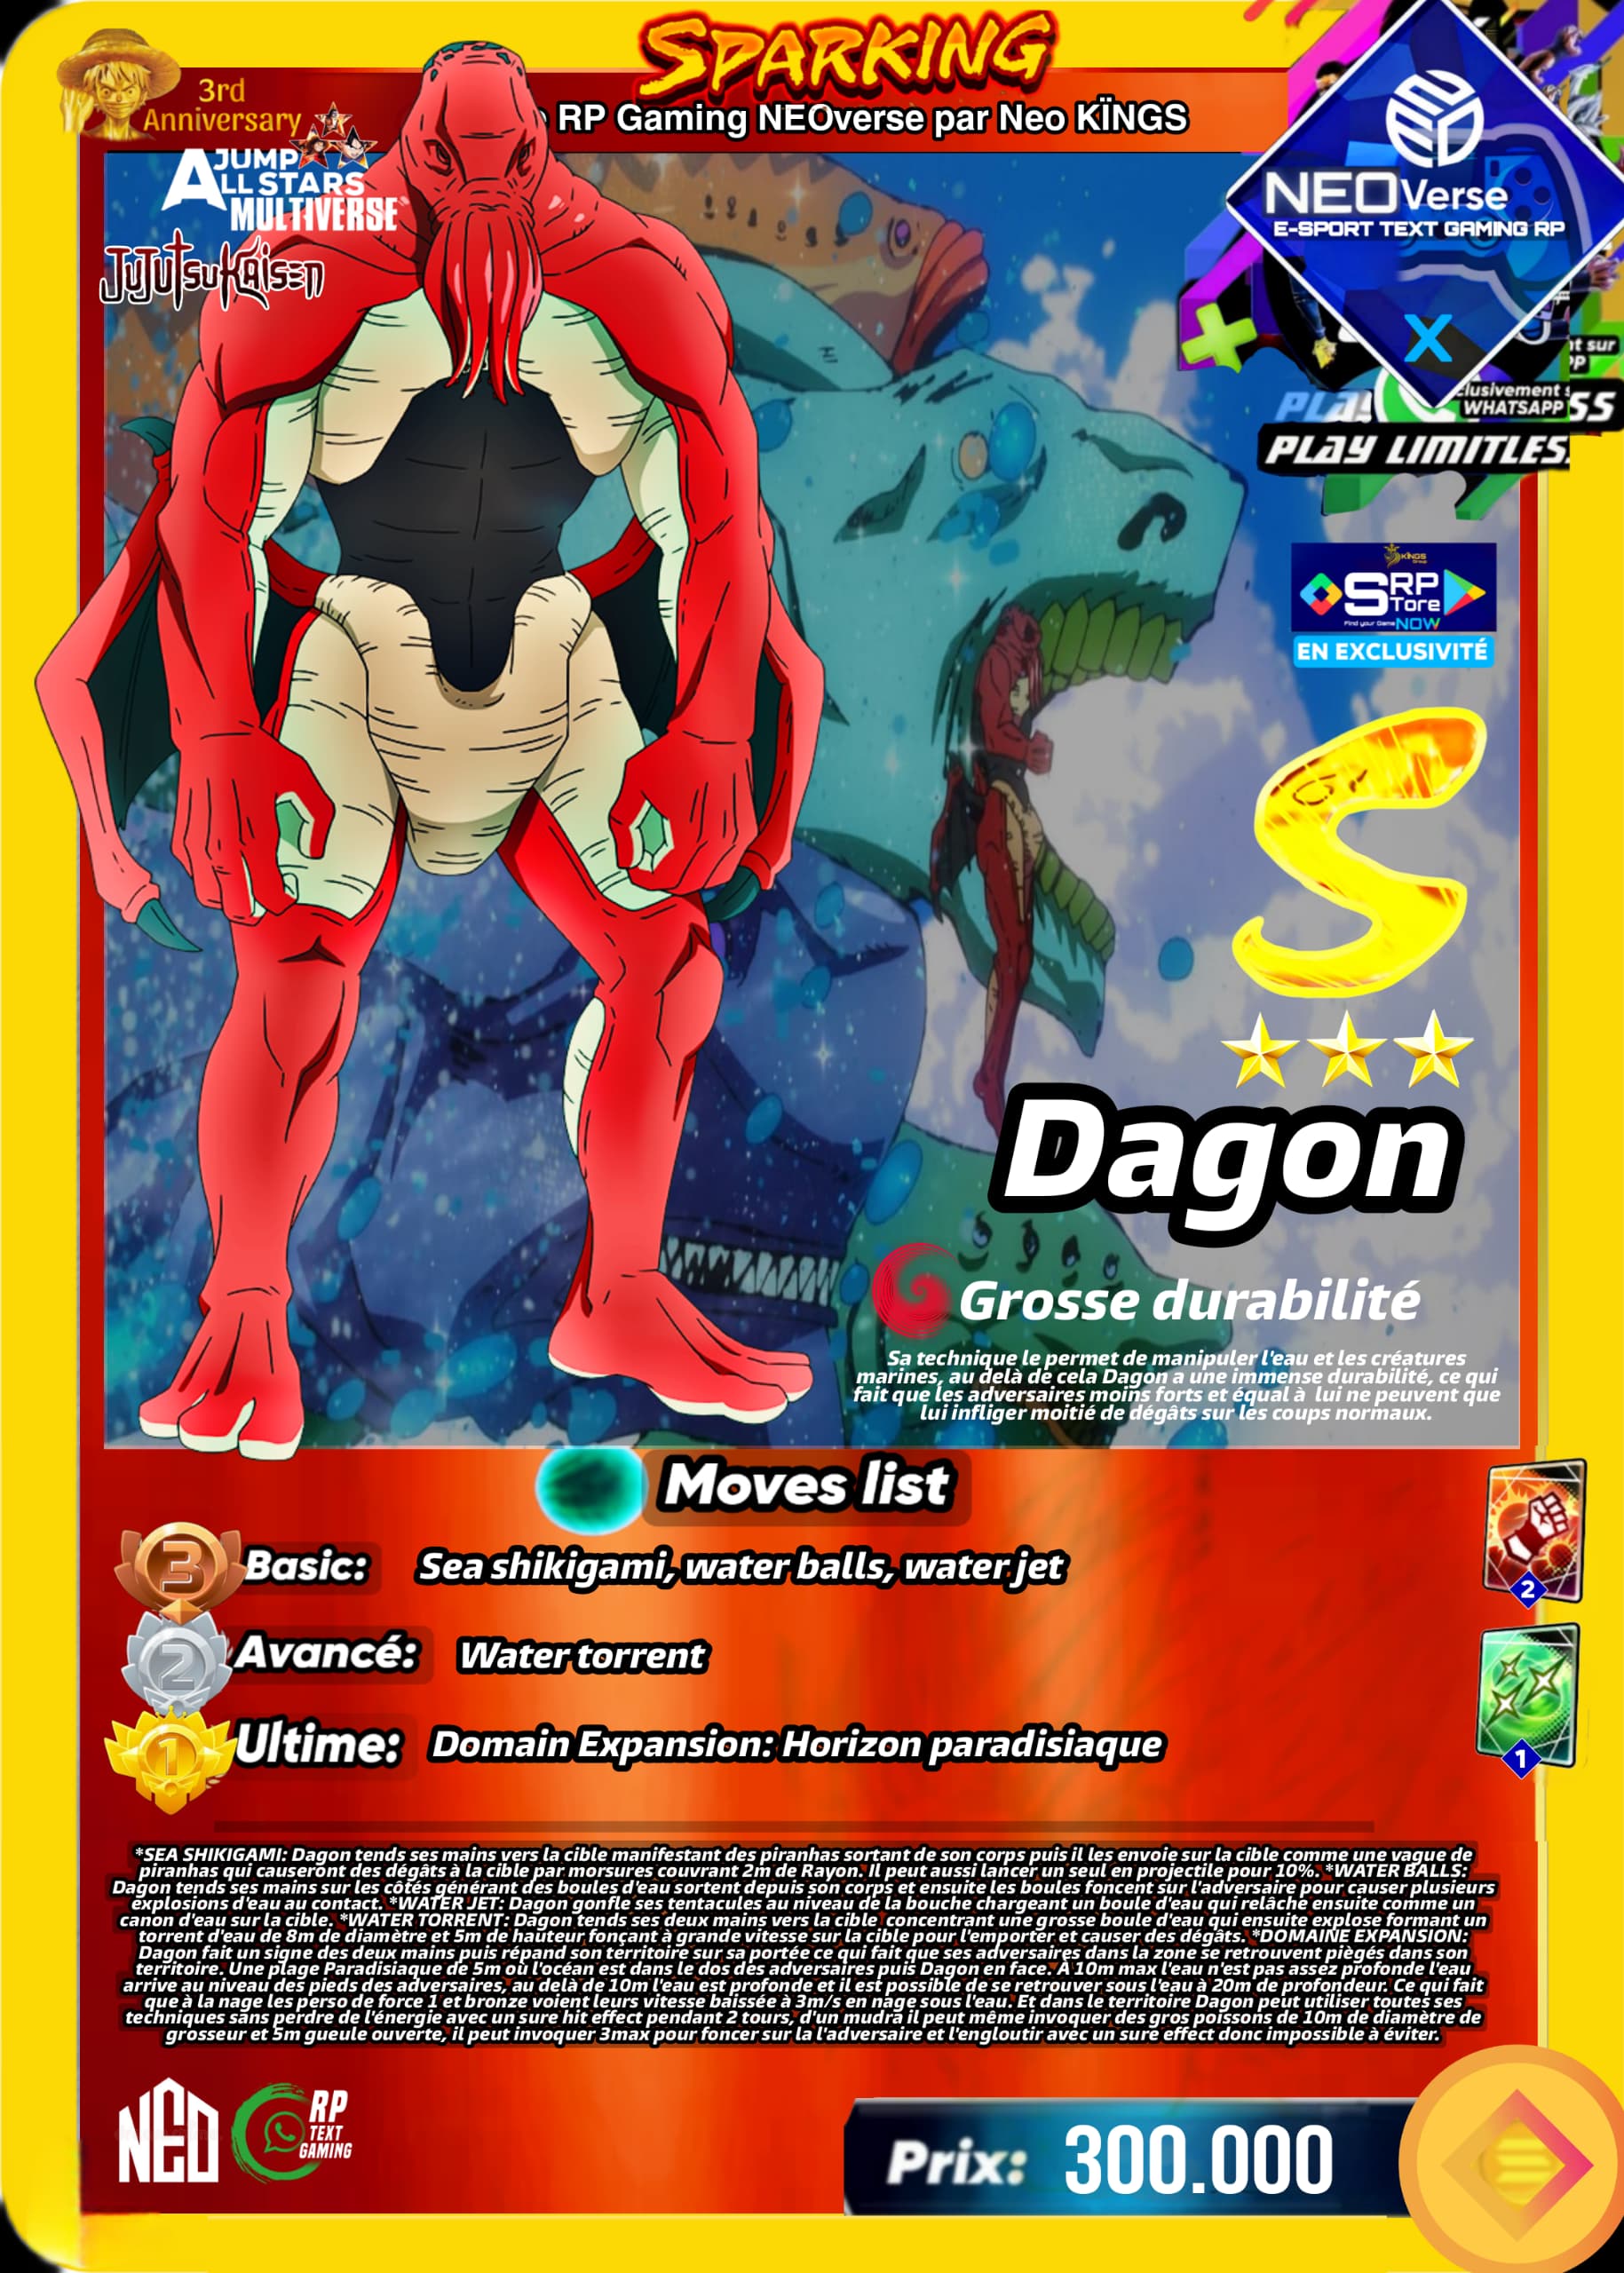 SPARKING
RP Gaming NEOverse par Neo KÏNGS
3rd
Anniversary
JUMP
ALL STARS
MULTIVERSE
JUJUTSU KAISEN
NEOVerse
E-SPORT TEXT GAMING RP
X
t sur
clusivement
WHATSAPP
SS
PLAY LIMITLES
KINGS
SRP
Tore
Find your Game NOW
EN EXCLUSIVITÉ
S
Dagon
Grosse durabilité
Sa technique le permet de manipuler l'eau et les créatures
marines, au delà de cela Dagon a une immense durabilité, ce qui
fait que les adversaires moins forts et équal à lui ne peuvent que
lui infliger moitié de dégâts sur les coups normaux.
Moves list
3 Basic: Sea shikigami, water balls, water jet
2
2 Avancé: Water torrent
1 Ultime: Domain Expansion: Horizon paradisiaque
1
*SEA SHIKIGAMI: Dagon tends ses mains vers la cible manifestant des piranhas sortant de son corps puis il les envoie sur la cible comme une vague de
piranhas qui causeront des dégâts à la cible par morsures couvrant 2m de Rayon. Il peut aussi lancer un seul en projectile pour 10%. *WATER BALLS:
Dagon tends ses mains sur les côtés générant des boules d'eau sortent depuis son corps et ensuite les boules foncent sur l'adversaire pour causer plusieurs
explosions d'eau au contact. *WATER JET: Dagon gonfle ses tentacules au niveau de la bouche chargeant un boule d'eau qui relâche ensuite comme un
canon d'eau sur la cible. *WATER TORRENT: Dagon tends ses deux mains vers la cible concentrant une grosse boule d'eau qui ensuite explose formant un
torrent d'eau de 8m de diamètre et 5m de hauteur fonçant à grande vitesse sur la cible pour l'emporter et causer des dégâts. *DOMAINE EXPANSION:
Dagon fait un signe des deux mains puis répand son territoire sur sa portée ce qui fait que ses adversaires dans la zone se retrouvent piègés dans son
territoire. Une plage Paradisiaque de 5m où l'océan est dans le dos des adversaires puis Dagon en face. À 10m max l'eau n'est pas assez profonde l'eau
arrive au niveau des pieds des adversaires, au delà de 10m l'eau est profonde et il est possible de se retrouver sous l'eau à 20m de profondeur. Ce qui fait
que à la nage les perso de force 1 et bronze voient leurs vitesse baissée à 3m/s en nage sous l'eau. Et dans le territoire Dagon peut utiliser toutes ses
techniques sans perdre de l'énergie avec un sure hit effect pendant 2 tours, d'un mudra il peut même invoquer des gros poissons de 10m de diamètre de
grosseur et 5m gueule ouverte, il peut invoquer 3max pour foncer sur la l'adversaire et l'engloutir avec un sure effect donc impossible à éviter.
NEO
RP
TEXT
GAMING
Prix: 300.000